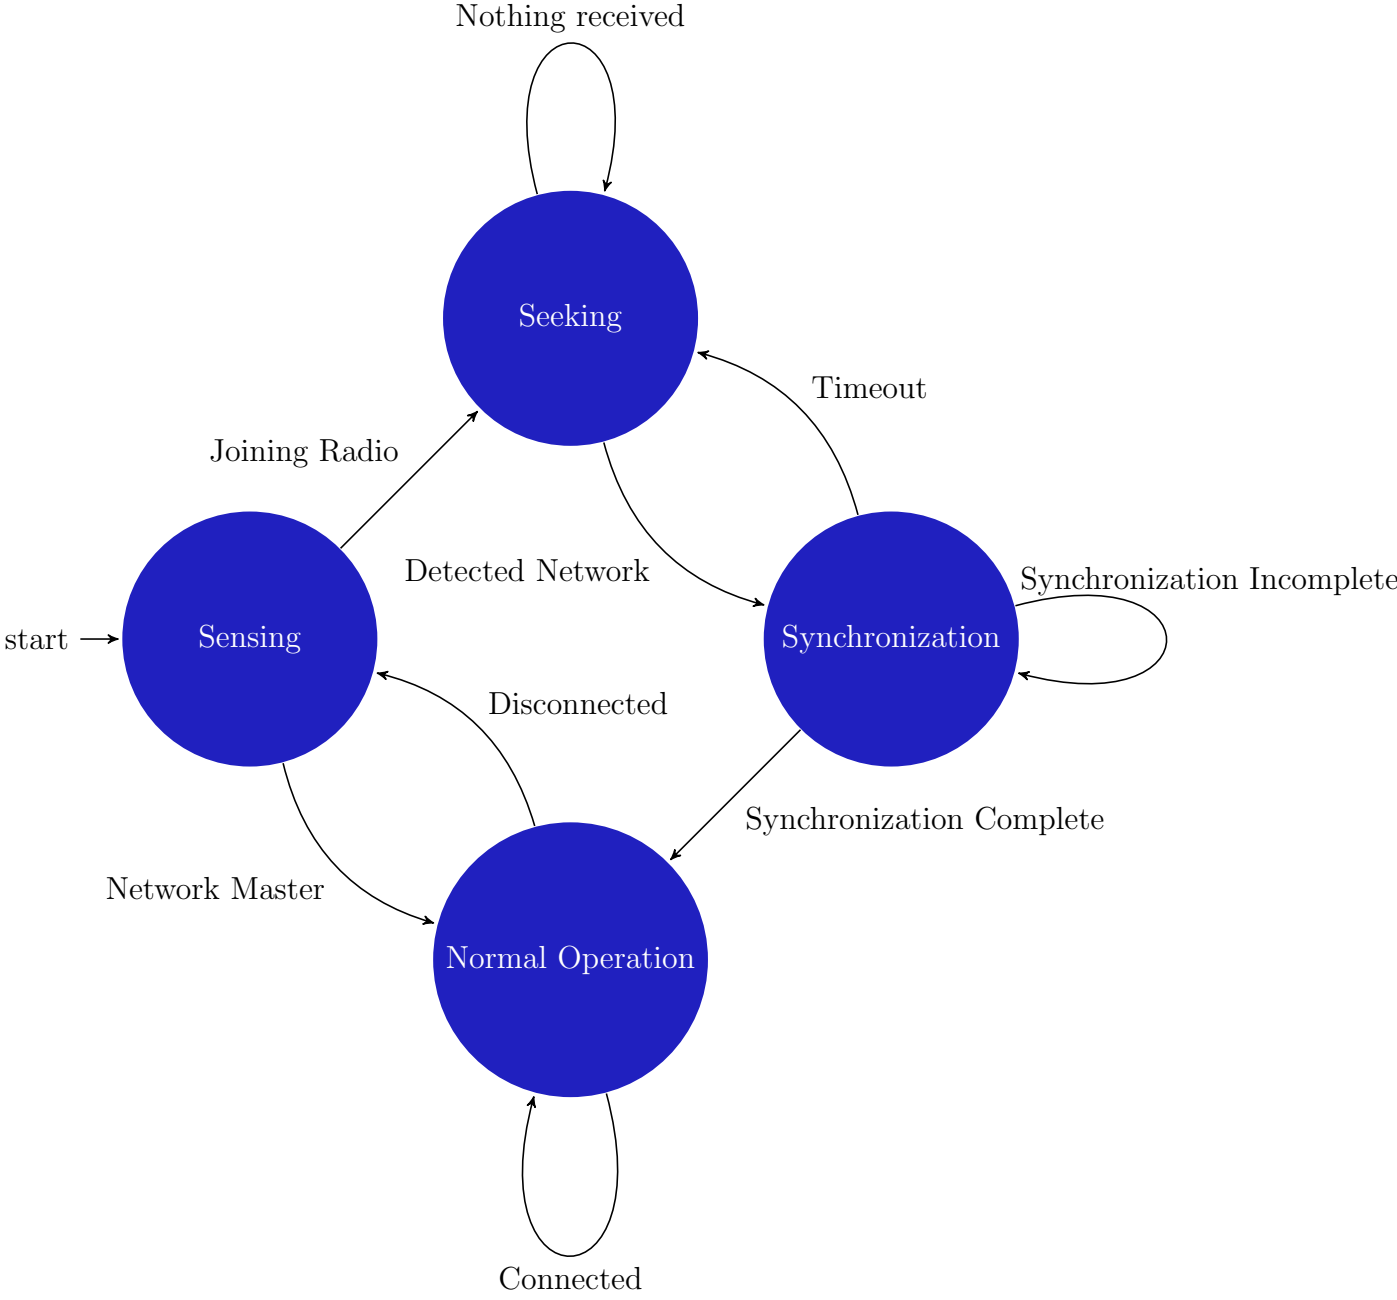 Nothing received
Seeking
Timeout
Joining Radio
Detected Network
Synchronization Incomplete
start
Sensing
Synchronization
Disconnected
Synchronization Complete
Network Master
Normal Operation
Connected